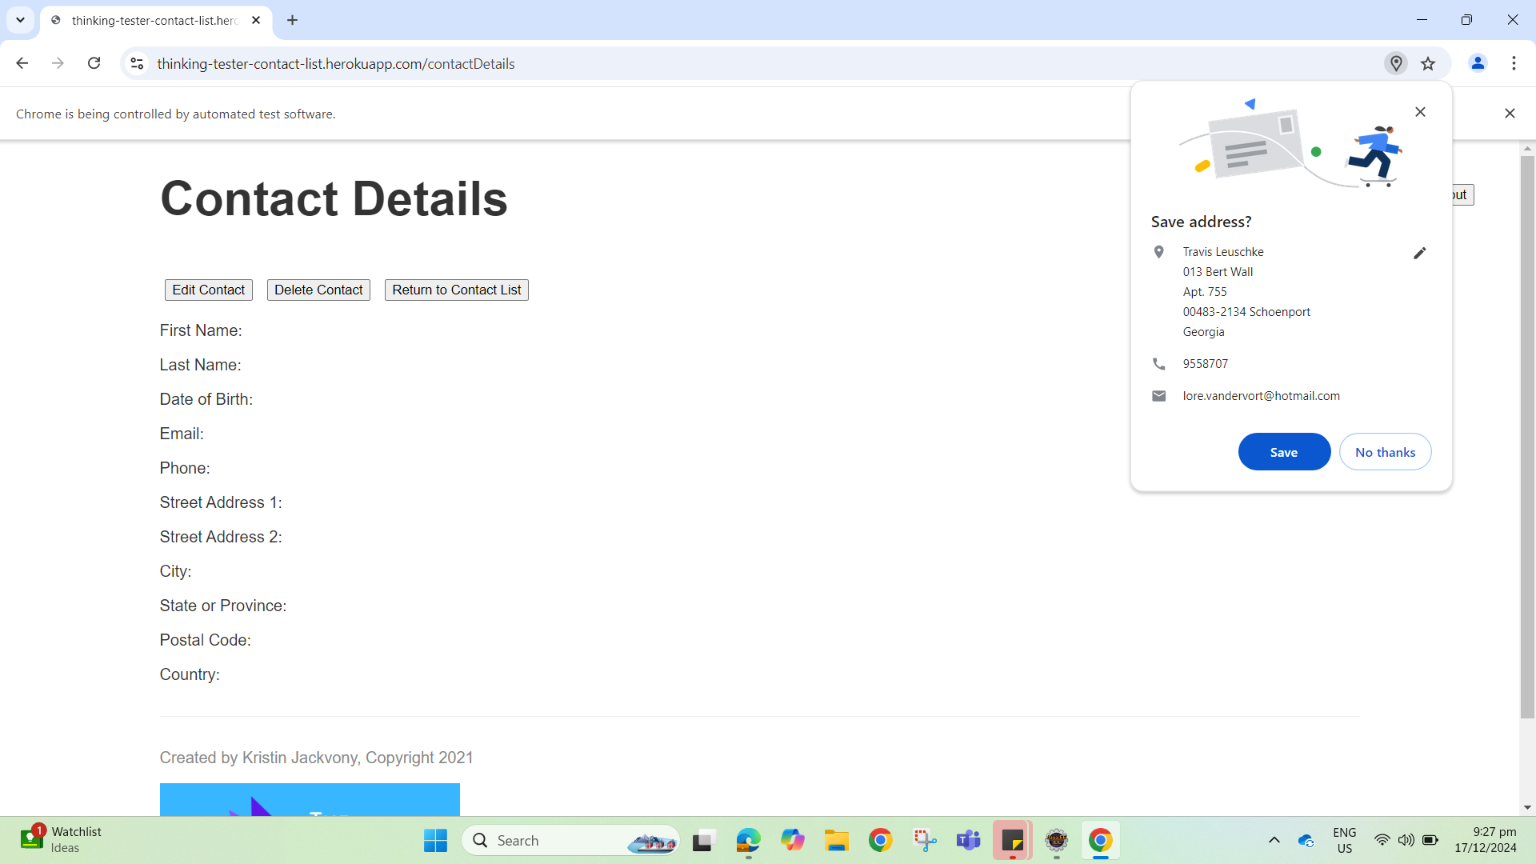 thinking-tester-contact-list.hero
thinking-tester-contact-list.herokuapp.com/contactDetails
Chrome is being controlled by automated test software.
Contact Details
out
Edit Contact
Delete Contact
Return to Contact List
First Name:
Last Name:
Date of Birth:
Email:
Phone:
Street Address 1:
Street Address 2:
City:
State or Province:
Postal Code:
Country:
Created by Kristin Jackvony, Copyright 2021
Save address?
Travis Leuschke
013 Bert Wall
Apt. 755
00483-2134 Schoenport
Georgia
9558707
lore.vandervort@hotmail.com
Save
No thanks
1
Watchlist
Ideas
Search
ENG
US
9:27 pm
17/12/2024